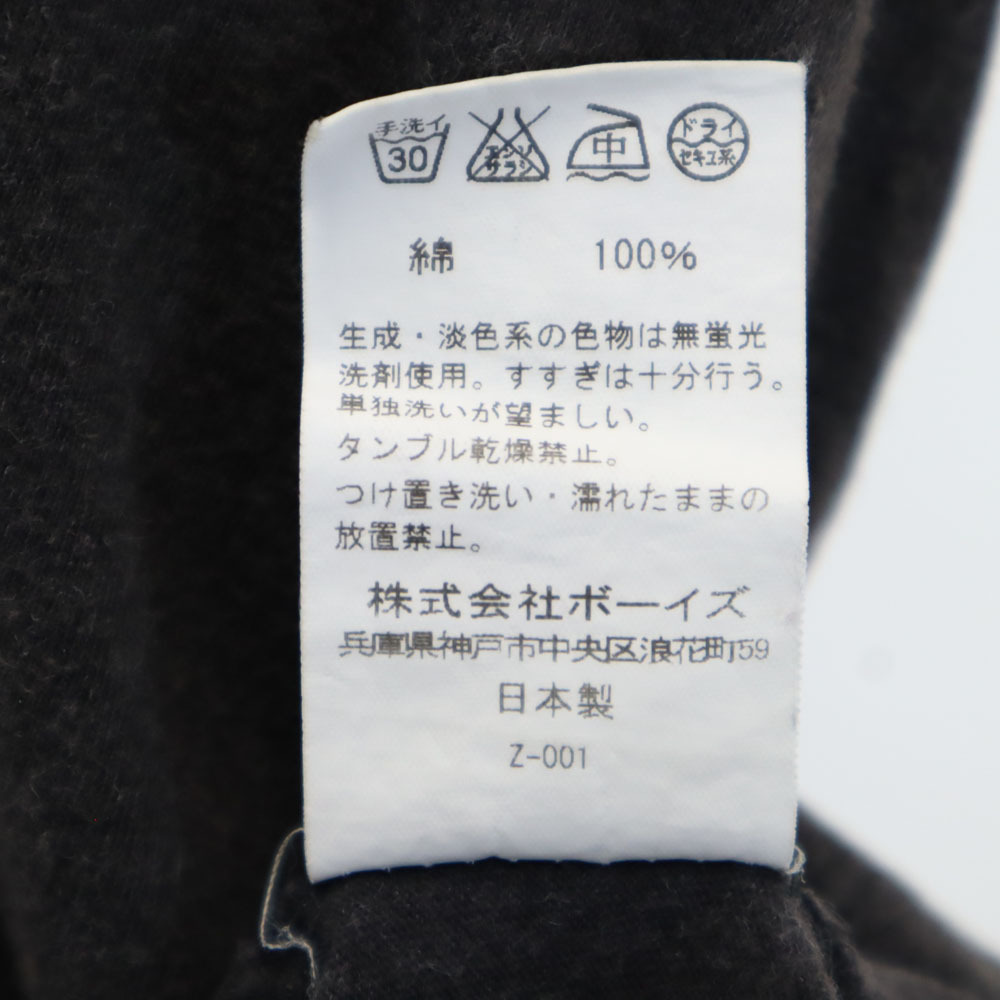 手洗イ 30 エンソサラシ 中 ドライ セキユ系
綿 100%
生成・淡色系の色物は無蛍光
洗剤使用。すすぎは十分行う。
単独洗いが望ましい。
タンブル乾燥禁止。
つけ置き洗い・濡れたままの
放置禁止。
株式会社ボーイズ
兵庫県神戸市中央区浪花町59
日本製
Z-001